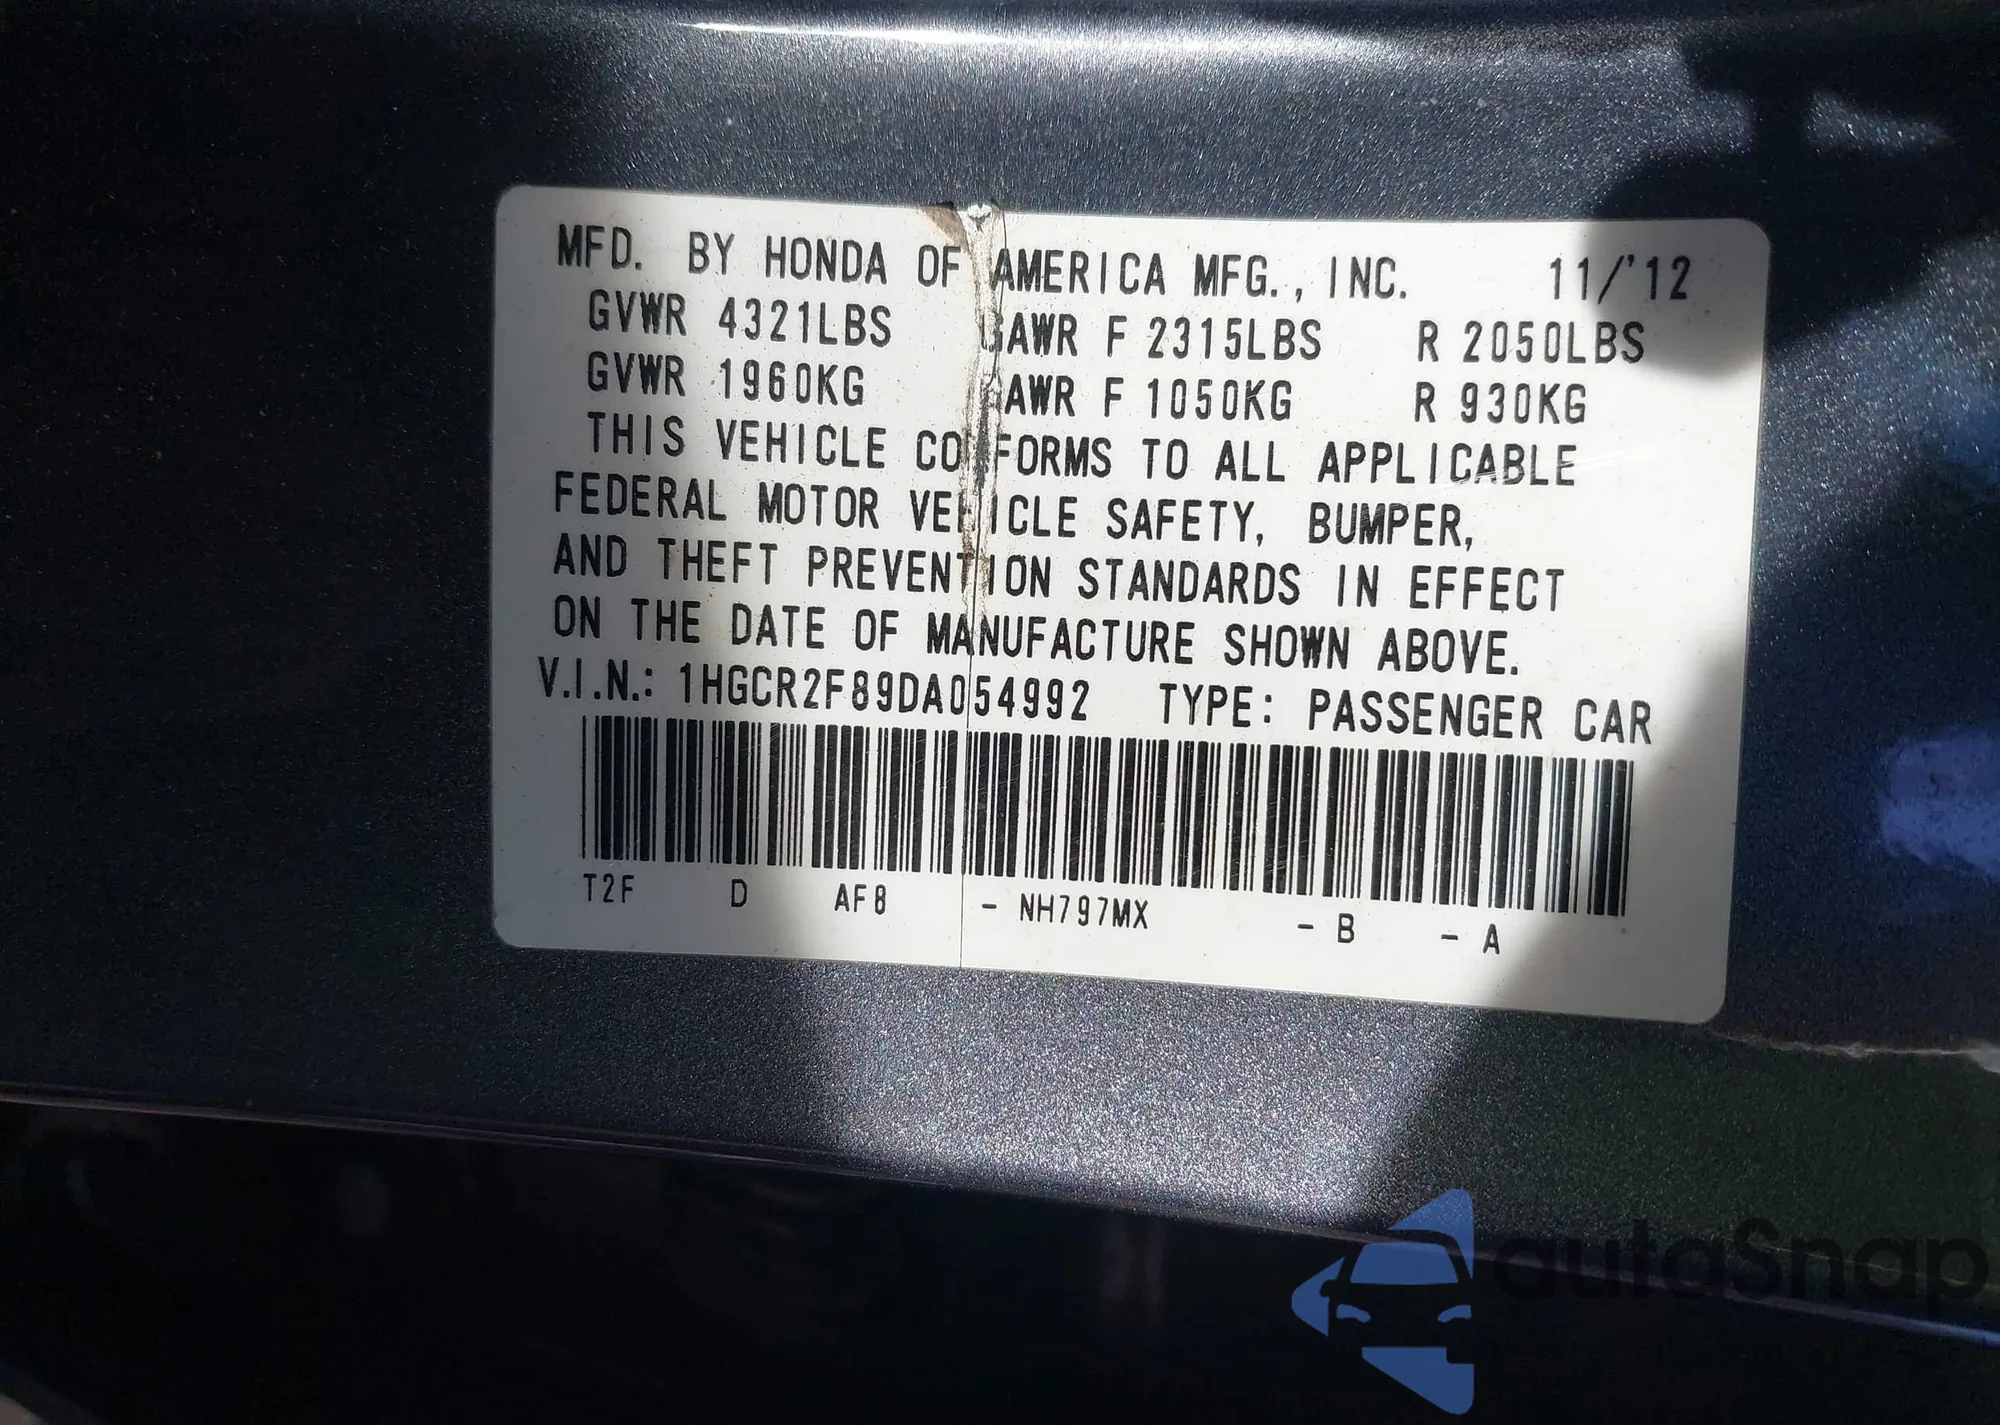 MFD. BY HONDA OF AMERICA MFG., INC. 11/'12
GVWR 4321LBS GAWR F 2315LBS R 2050LBS
GVWR 1960KG GAWR F 1050KG R 930KG
THIS VEHICLE CONFORMS TO ALL APPLICABLE
FEDERAL MOTOR VEHICLE SAFETY, BUMPER,
AND THEFT PREVENTION STANDARDS IN EFFECT
ON THE DATE OF MANUFACTURE SHOWN ABOVE.
V.I.N.: 1HGCR2F89DA054992 TYPE: PASSENGER CAR
T2F D AF8 - NH797MX - B - A
autoSnap